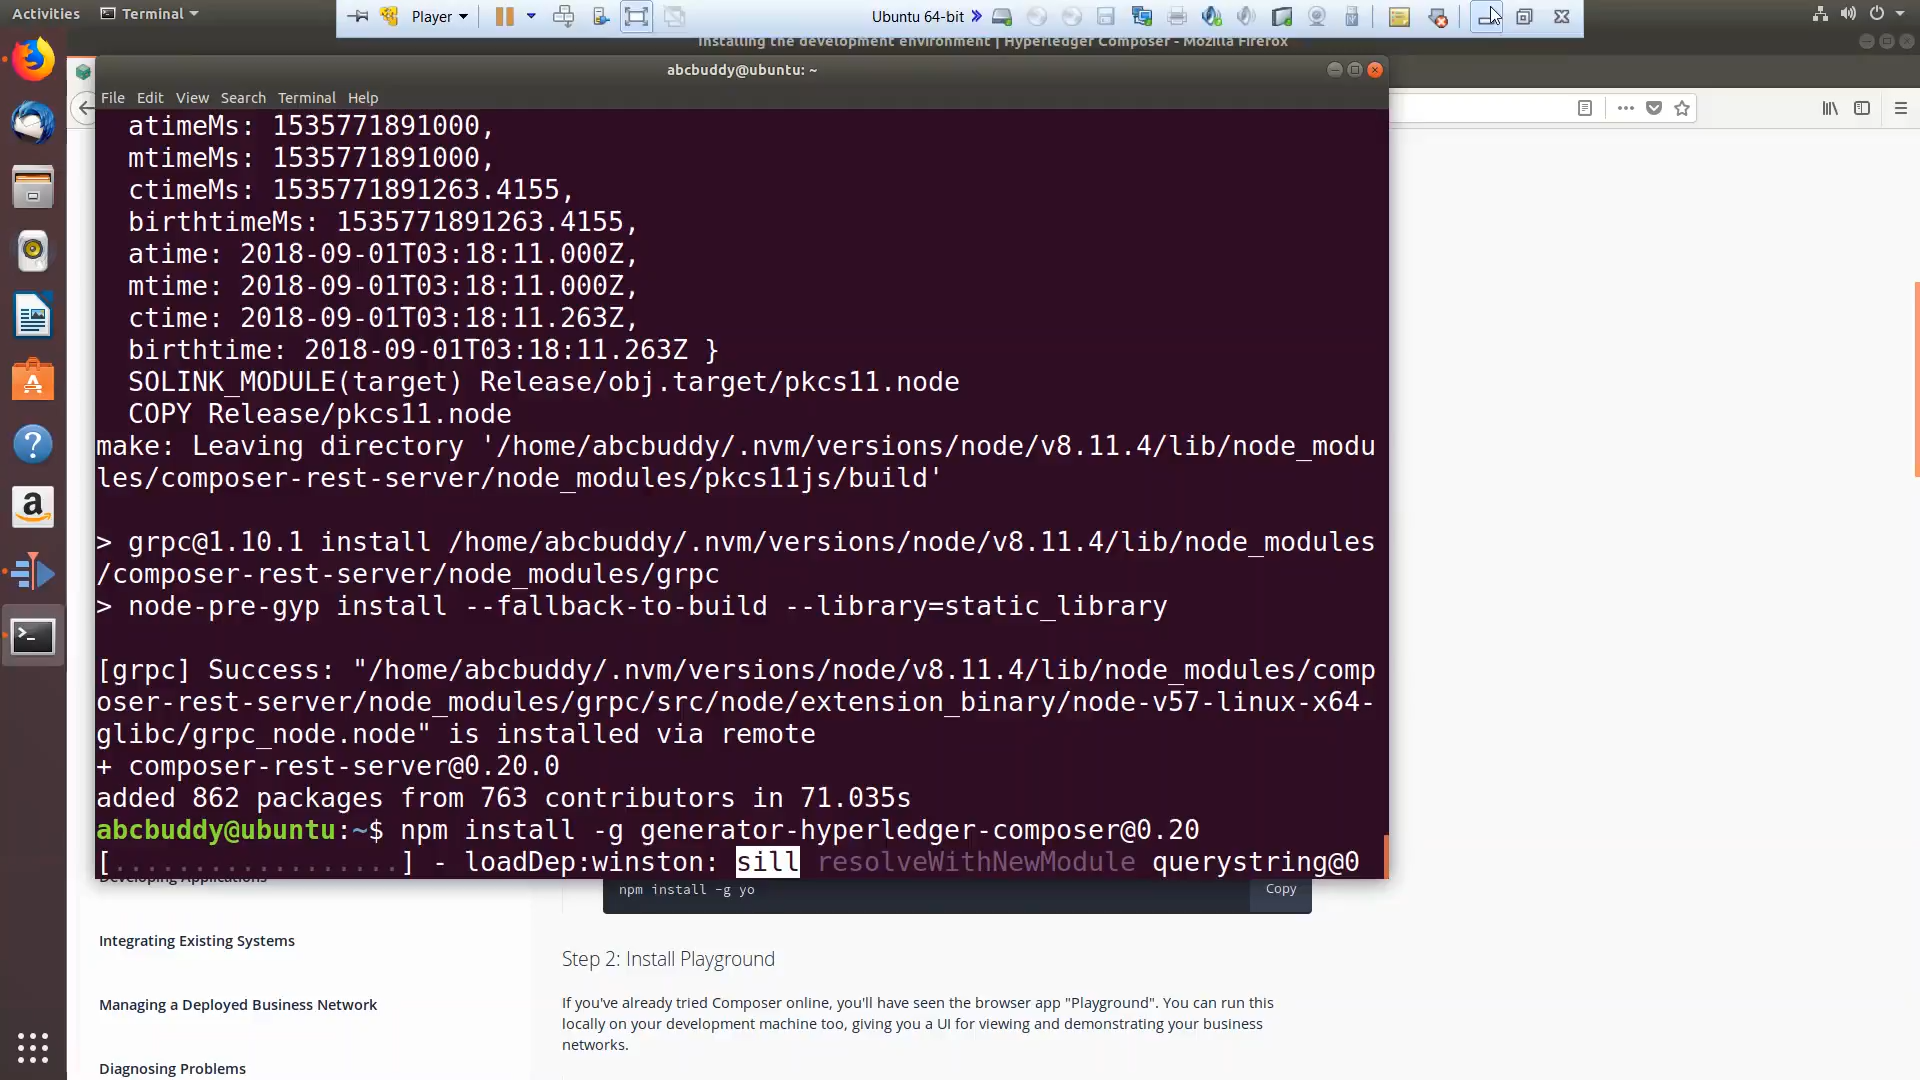 Activities
Terminal
Player
Ubuntu 64-bit
Installing the development environment | Hyperledger Composer - Mozilla Firefox
abcbuddy@ubuntu: ~
File Edit View Search Terminal Help
atimeMs: 1535771891000,
mtimeMs: 1535771891000,
ctimeMs: 1535771891263.4155,
birthtimeMs: 1535771891263.4155,
atime: 2018-09-01T03:18:11.000Z,
mtime: 2018-09-01T03:18:11.000Z,
ctime: 2018-09-01T03:18:11.263Z,
birthtime: 2018-09-01T03:18:11.263Z }
SOLINK_MODULE(target) Release/obj.target/pkcs11.node
COPY Release/pkcs11.node
make: Leaving directory '/home/abcbuddy/.nvm/versions/node/v8.11.4/lib/node_modu
les/composer-rest-server/node_modules/pkcs11js/build'
> grpc@1.10.1 install /home/abcbuddy/.nvm/versions/node/v8.11.4/lib/node_modules
/composer-rest-server/node_modules/grpc
> node-pre-gyp install --fallback-to-build --library=static_library
[grpc] Success: "/home/abcbuddy/.nvm/versions/node/v8.11.4/lib/node_modules/comp
oser-rest-server/node_modules/grpc/src/node/extension_binary/node-v57-linux-x64-
glibc/grpc_node.node" is installed via remote
+ composer-rest-server@0.20.0
added 862 packages from 763 contributors in 71.035s
abcbuddy@ubuntu:~$ npm install -g generator-hyperledger-composer@0.20
[..................] - loadDep:winston: sill resolveWithNewModule querystring@0
Developing Applications
npm install -g yo
Copy
Integrating Existing Systems
Step 2: Install Playground
Managing a Deployed Business Network
If you've already tried Composer online, you'll have seen the browser app "Playground". You can run this
locally on your development machine too, giving you a UI for viewing and demonstrating your business
networks.
Diagnosing Problems